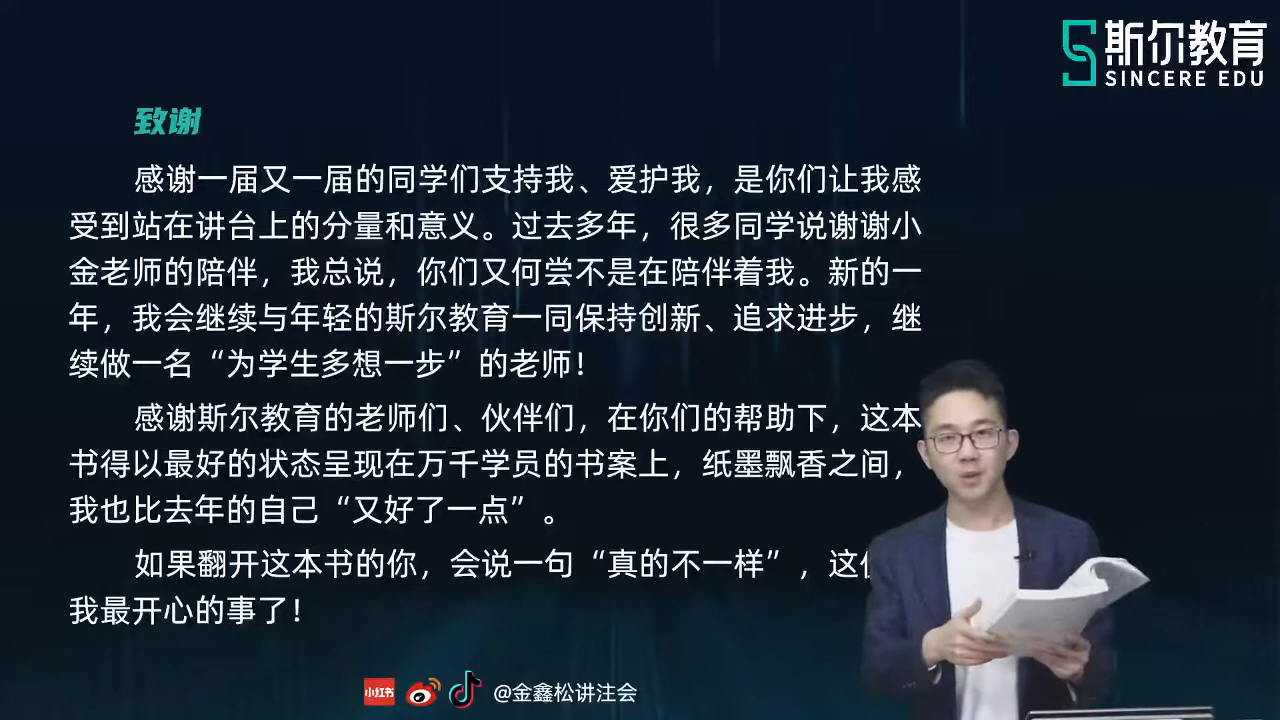 斯尔教育
SINCERE EDU
致谢
感谢一届又一届的同学们支持我、爱护我，是你们让我感
受到站在讲台上的分量和意义。过去多年，很多同学说谢谢小
金老师的陪伴，我总说，你们又何尝不是在陪伴着我。新的一
年，我会继续与年轻的斯尔教育一同保持创新、追求进步，继
续做一名“为学生多想一步”的老师！
感谢斯尔教育的老师们、伙伴们，在你们的帮助下，这本
书得以最好的状态呈现在万千学员的书案上，纸墨飘香之间，
我也比去年的自己“又好了一点”。
如果翻开这本书的你，会说一句“真的不一样”，这
我最开心的事了！
小红书
@金鑫松讲注会